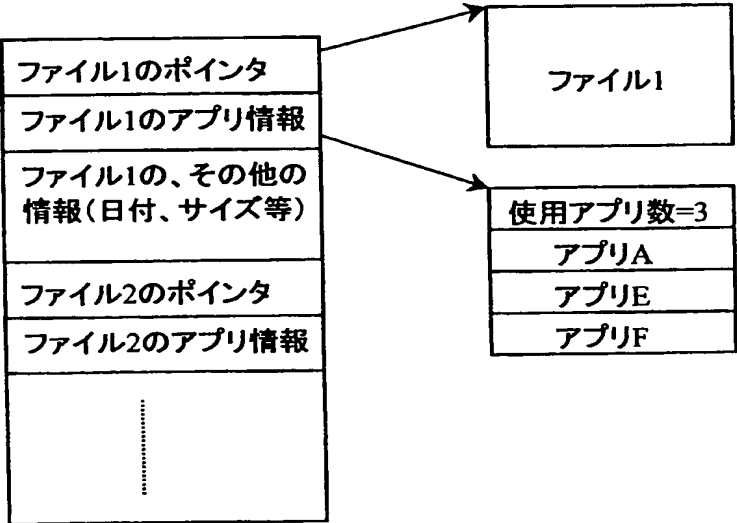 ファイル1のポインタ
ファイル1のアプリ情報
ファイル1の、その他の
情報(日付、サイズ等)
ファイル2のポインタ
ファイル2のアプリ情報
ファイル1
使用アプリ数=3
アプリA
アプリE
アプリF